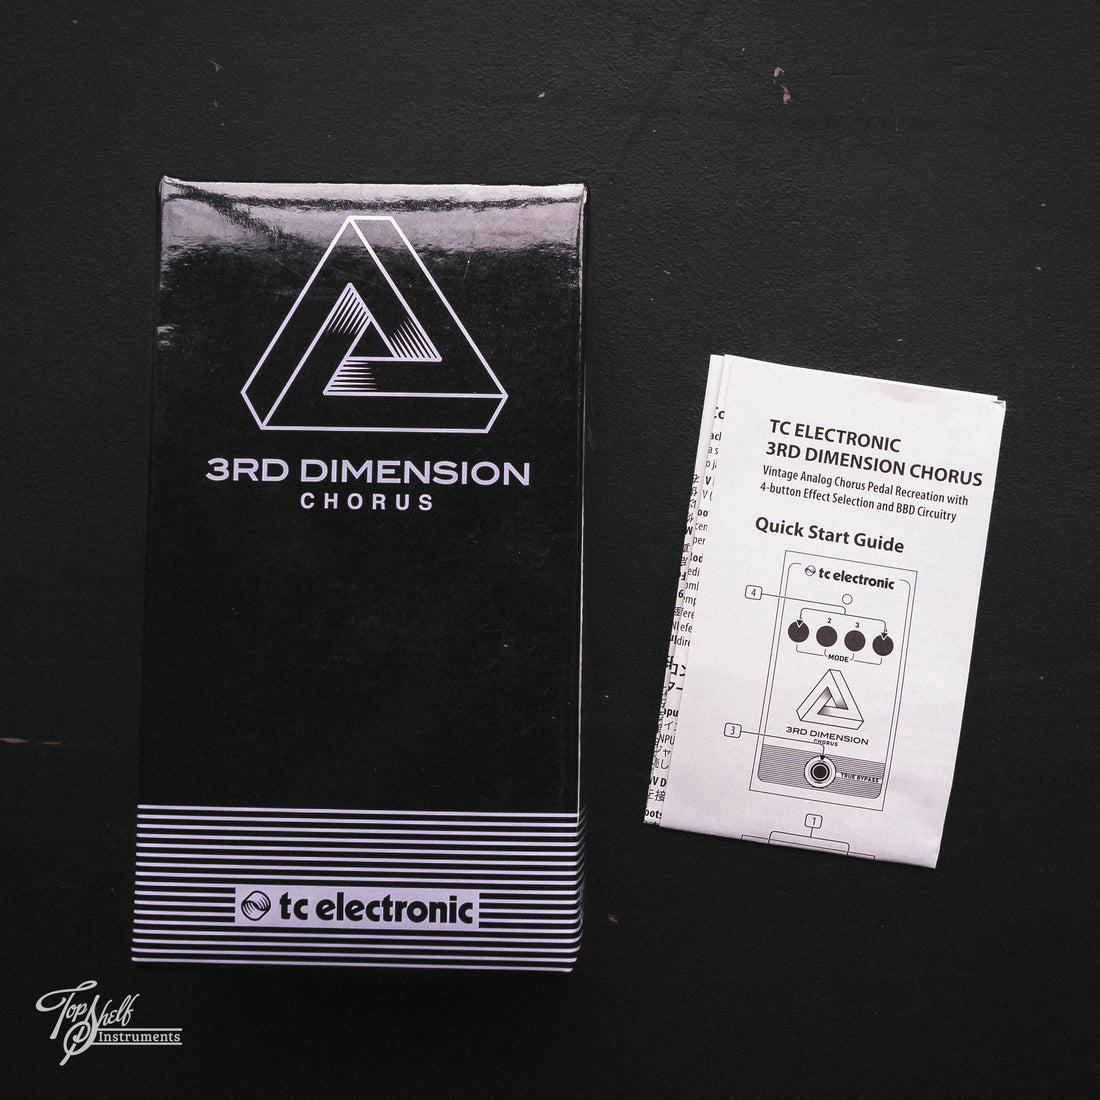 3RD DIMENSION
CHORUS
tc electronic
TC ELECTRONIC
3RD DIMENSION CHORUS
Vintage Analog Chorus Pedal Recreation with
4-button Effect Selection and BBD Circuitry
Quick Start Guide
tc electronic
4
2
3
MODE
3
3RD DIMENSION
CHORUS
TRUE BYPASS
1
Top Shelf
Instruments